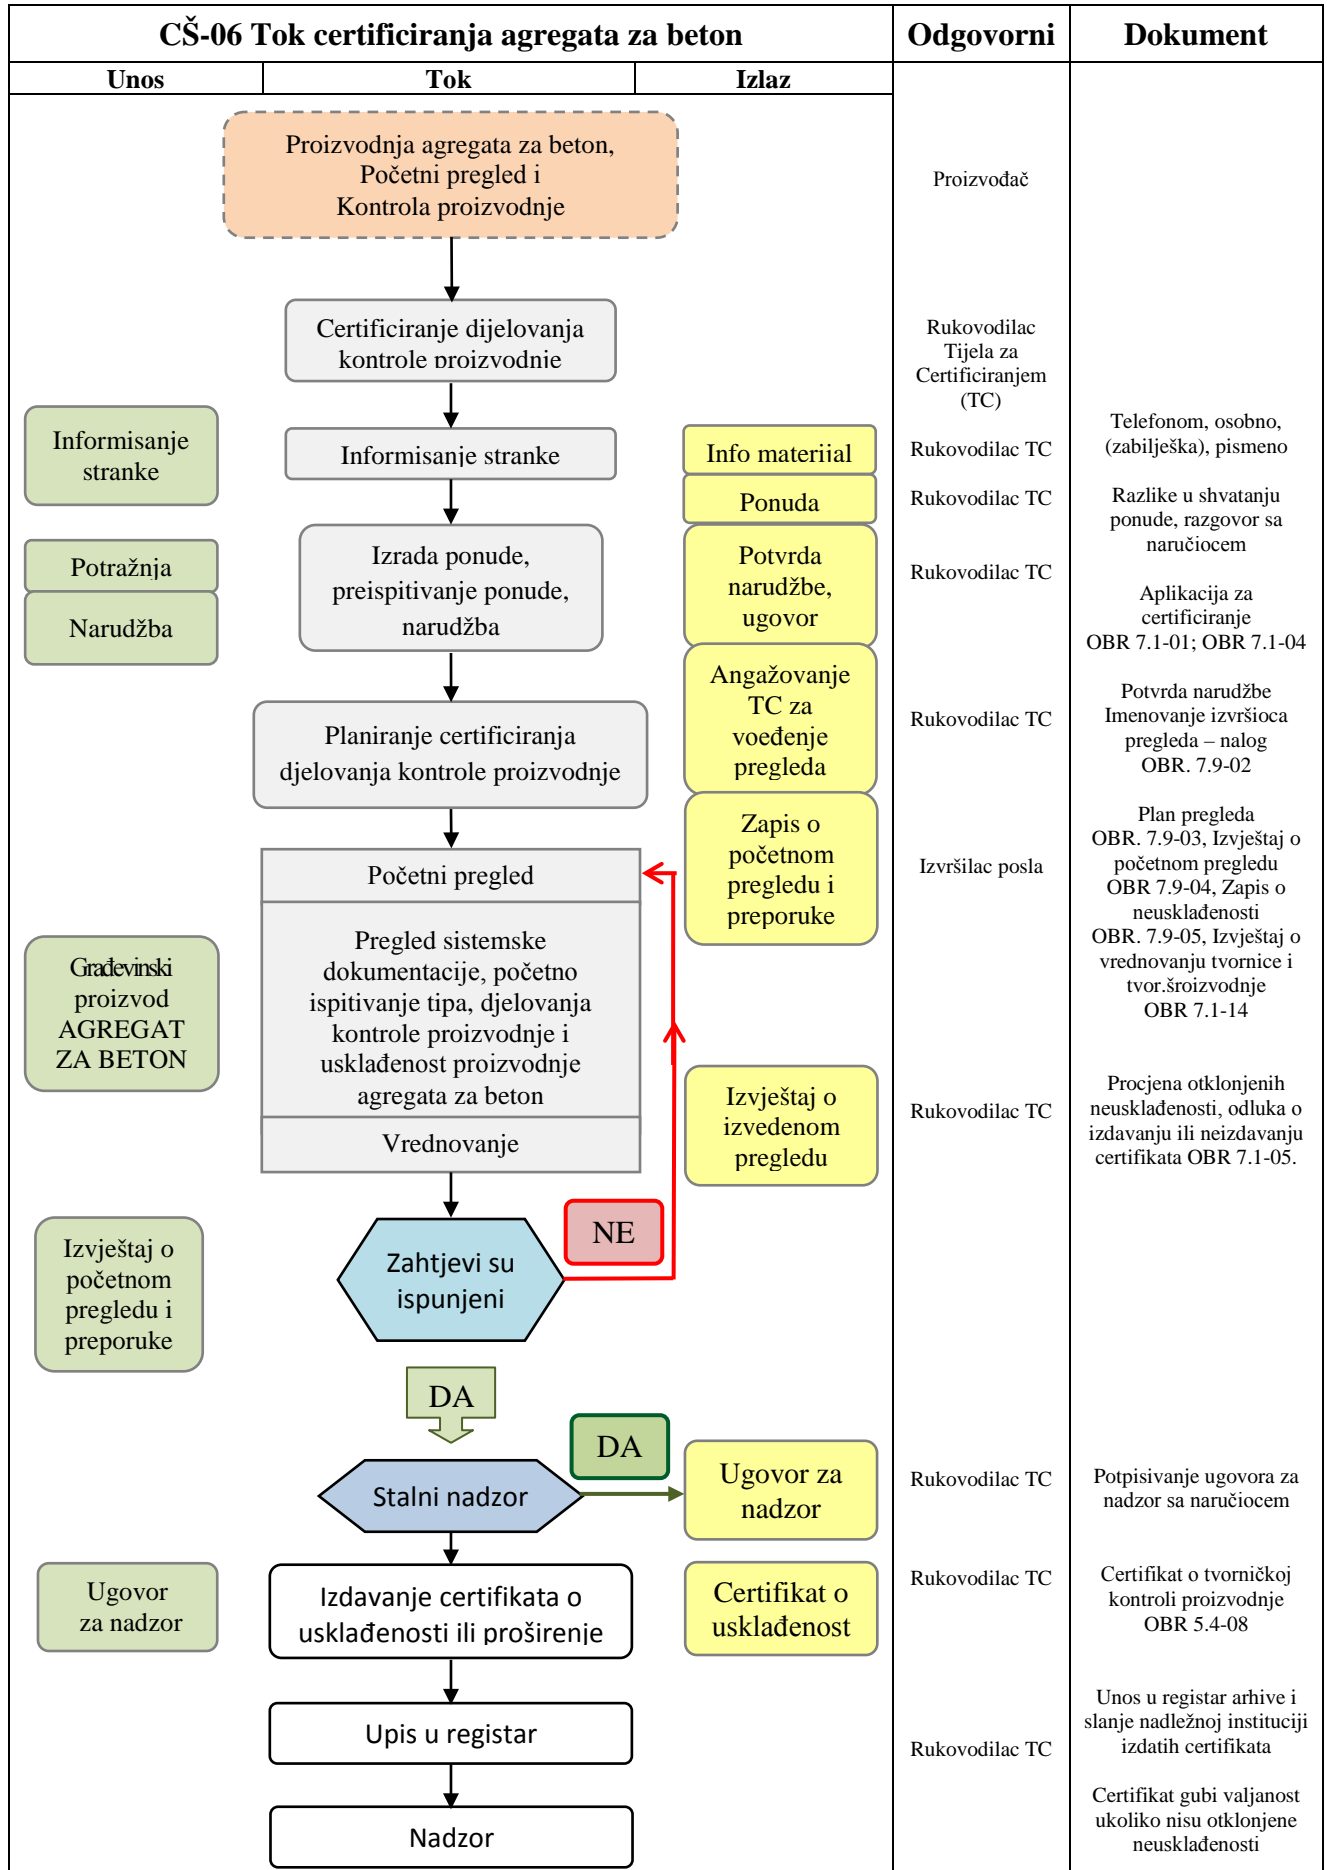 CŠ-06 Tok certificiranja agregata za beton
Odgovorni
Dokument
Unos
Tok
Izlaz
Proizvodnja agregata za beton,
Početni pregled i
Kontrola proizvodnje
Proizvođač
Certificiranje dijelovanja
kontrole proizvodnje
Rukovodilac
Tijela za
Certificiranjem
(TC)
Informisanje
stranke
Informisanje stranke
Info materijal
Rukovodilac TC
Telefonom, osobno,
(zabilješka), pismeno
Ponuda
Rukovodilac TC
Razlike u shvatanju
ponude, razgovor sa
naručiocem
Potražnja
Narudžba
Izrada ponude,
preispitivanje ponude,
narudžba
Potvrda
narudžbe,
ugovor
Rukovodilac TC
Aplikacija za
certificiranje
OBR 7.1-01; OBR 7.1-04
Planiranje certificiranja
djelovanja kontrole proizvodnje
Angažovanje
TC za
voeđenje
pregleda
Rukovodilac TC
Potvrda narudžbe
Imenovanje izvršioca
pregleda – nalog
OBR. 7.9-02
Početni pregled
Zapis o
početnom
pregledu i
preporuke
Izvršilac posla
Plan pregleda
OBR. 7.9-03, Izvještaj o
početnom pregledu
OBR 7.9-04, Zapis o
neusklađenosti
OBR. 7.9-05, Izvještaj o
vrednovanju tvornice i
tvor.šroizvodnje
OBR 7.1-14
Građevinski
proizvod
AGREGAT
ZA BETON
Pregled sistemske
dokumentacije, početno
ispitivanje tipa, djelovanja
kontrole proizvodnje i
usklađenost proizvodnje
agregata za beton
Vrednovanje
Izvještaj o
izvedenom
pregledu
Rukovodilac TC
Procjena otklonjenih
neusklađenosti, odluka o
izdavanju ili neizdavanju
certifikata OBR 7.1-05.
Izvještaj o
početnom
pregledu i
preporuke
Zahtjevi su
ispunjeni
NE
DA
DA
Stalni nadzor
Ugovor za
nadzor
Rukovodilac TC
Potpisivanje ugovora za
nadzor sa naručiocem
Ugovor
za nadzor
Izdavanje certifikata o
usklađenosti ili proširenje
Certifikat o
usklađenost
Rukovodilac TC
Certifikat o tvorničkoj
kontroli proizvodnje
OBR 5.4-08
Upis u registar
Rukovodilac TC
Unos u registar arhive i
slanje nadležnoj instituciji
izdatih certifikata
Nadzor
Certifikat gubi valjanost
ukoliko nisu otklonjene
neusklađenosti